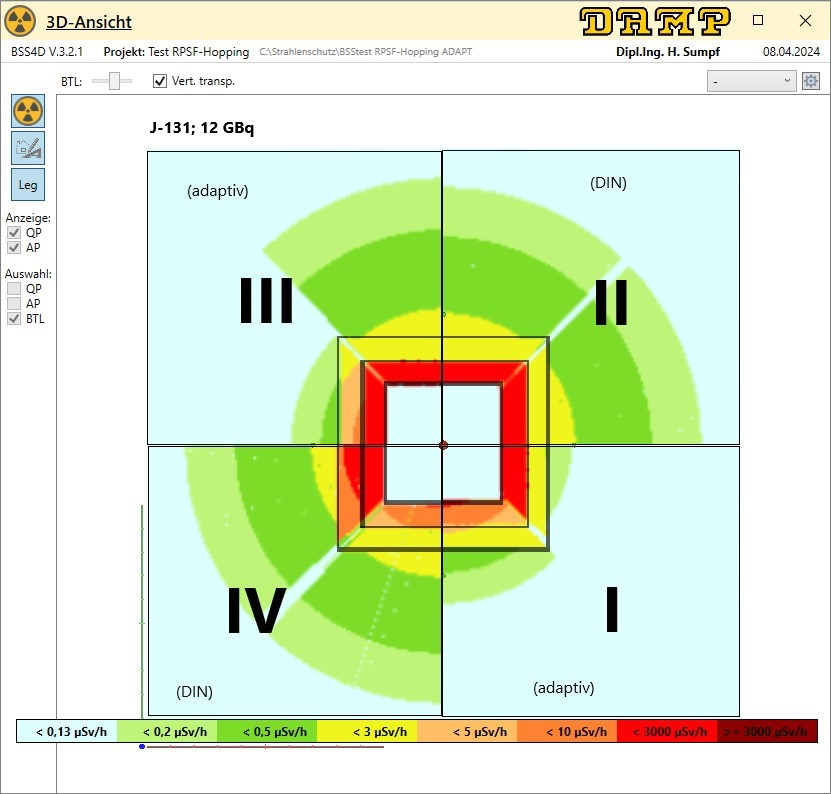 3D-Ansicht
DAMP
BSS4D V.3.2.1 Projekt: Test RPSF-Hopping C:\Strahlenschutz\BSStest RPSF-Hopping ADAPT Dipl.Ing. H. Sumpf 08.04.2024
BTL: Vert. transp. -
J-131; 12 GBq
Leg
(adaptiv) (DIN)
Anzeige:
QP
AP
Auswahl:
QP
AP
BTL
III II
IV I
(DIN) (adaptiv)
< 0,13 µSv/h < 0,2 µSv/h < 0,5 µSv/h < 3 µSv/h < 5 µSv/h < 10 µSv/h < 3000 µSv/h >= 3000 µSv/h